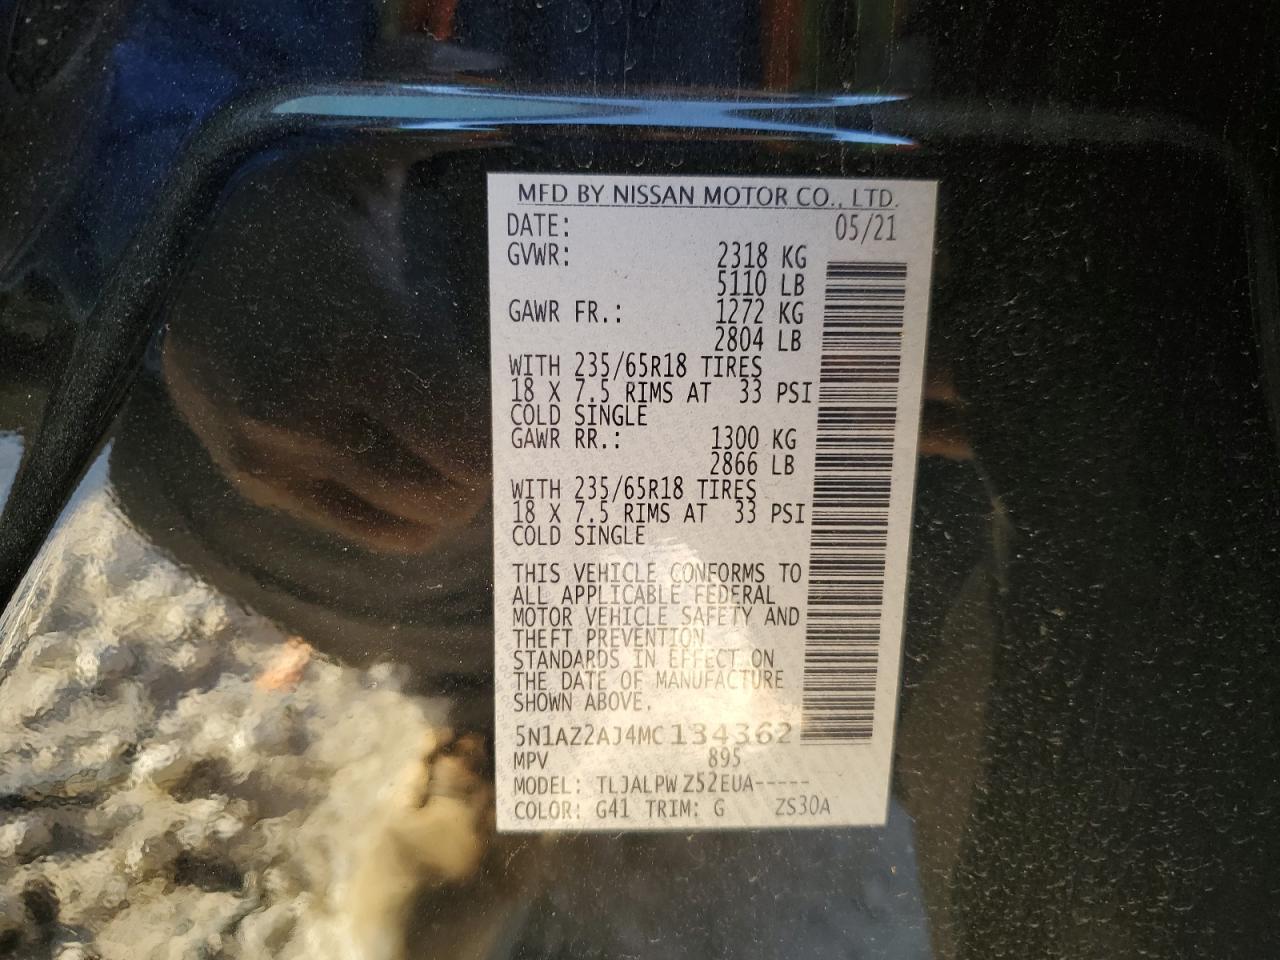 MFD BY NISSAN MOTOR CO., LTD.
DATE: 05/21
GVWR: 2318 KG
5110 LB
GAWR FR.: 1272 KG
2804 LB
WITH 235/65R18 TIRES
18 X 7.5 RIMS AT 33 PSI
COLD SINGLE
GAWR RR.: 1300 KG
2866 LB
WITH 235/65R18 TIRES
18 X 7.5 RIMS AT 33 PSI
COLD SINGLE
THIS VEHICLE CONFORMS TO
ALL APPLICABLE FEDERAL
MOTOR VEHICLE SAFETY AND
THEFT PREVENTION
STANDARDS IN EFFECT ON
THE DATE OF MANUFACTURE
SHOWN ABOVE.
5N1AZ2AJ4MC134362
MPV 895
MODEL: TLJALPW Z52EUA-----
COLOR: G41 TRIM: G ZS30A